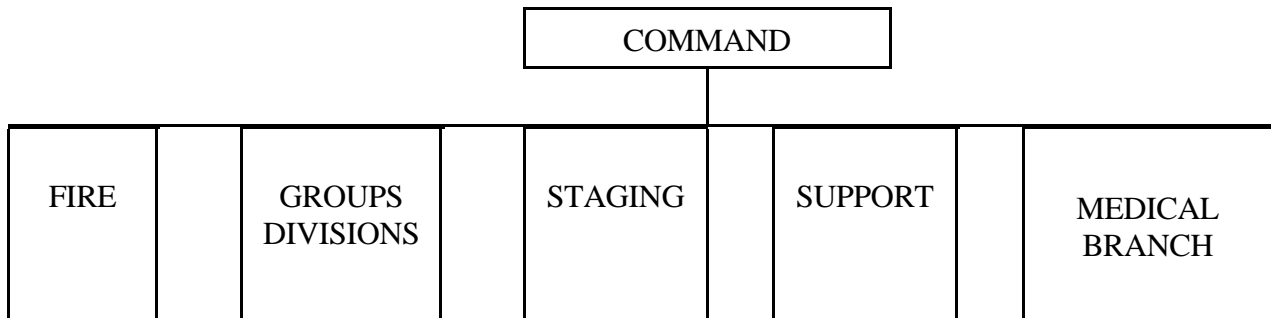 COMMAND
FIRE
GROUPS
DIVISIONS
STAGING
SUPPORT
MEDICAL
BRANCH